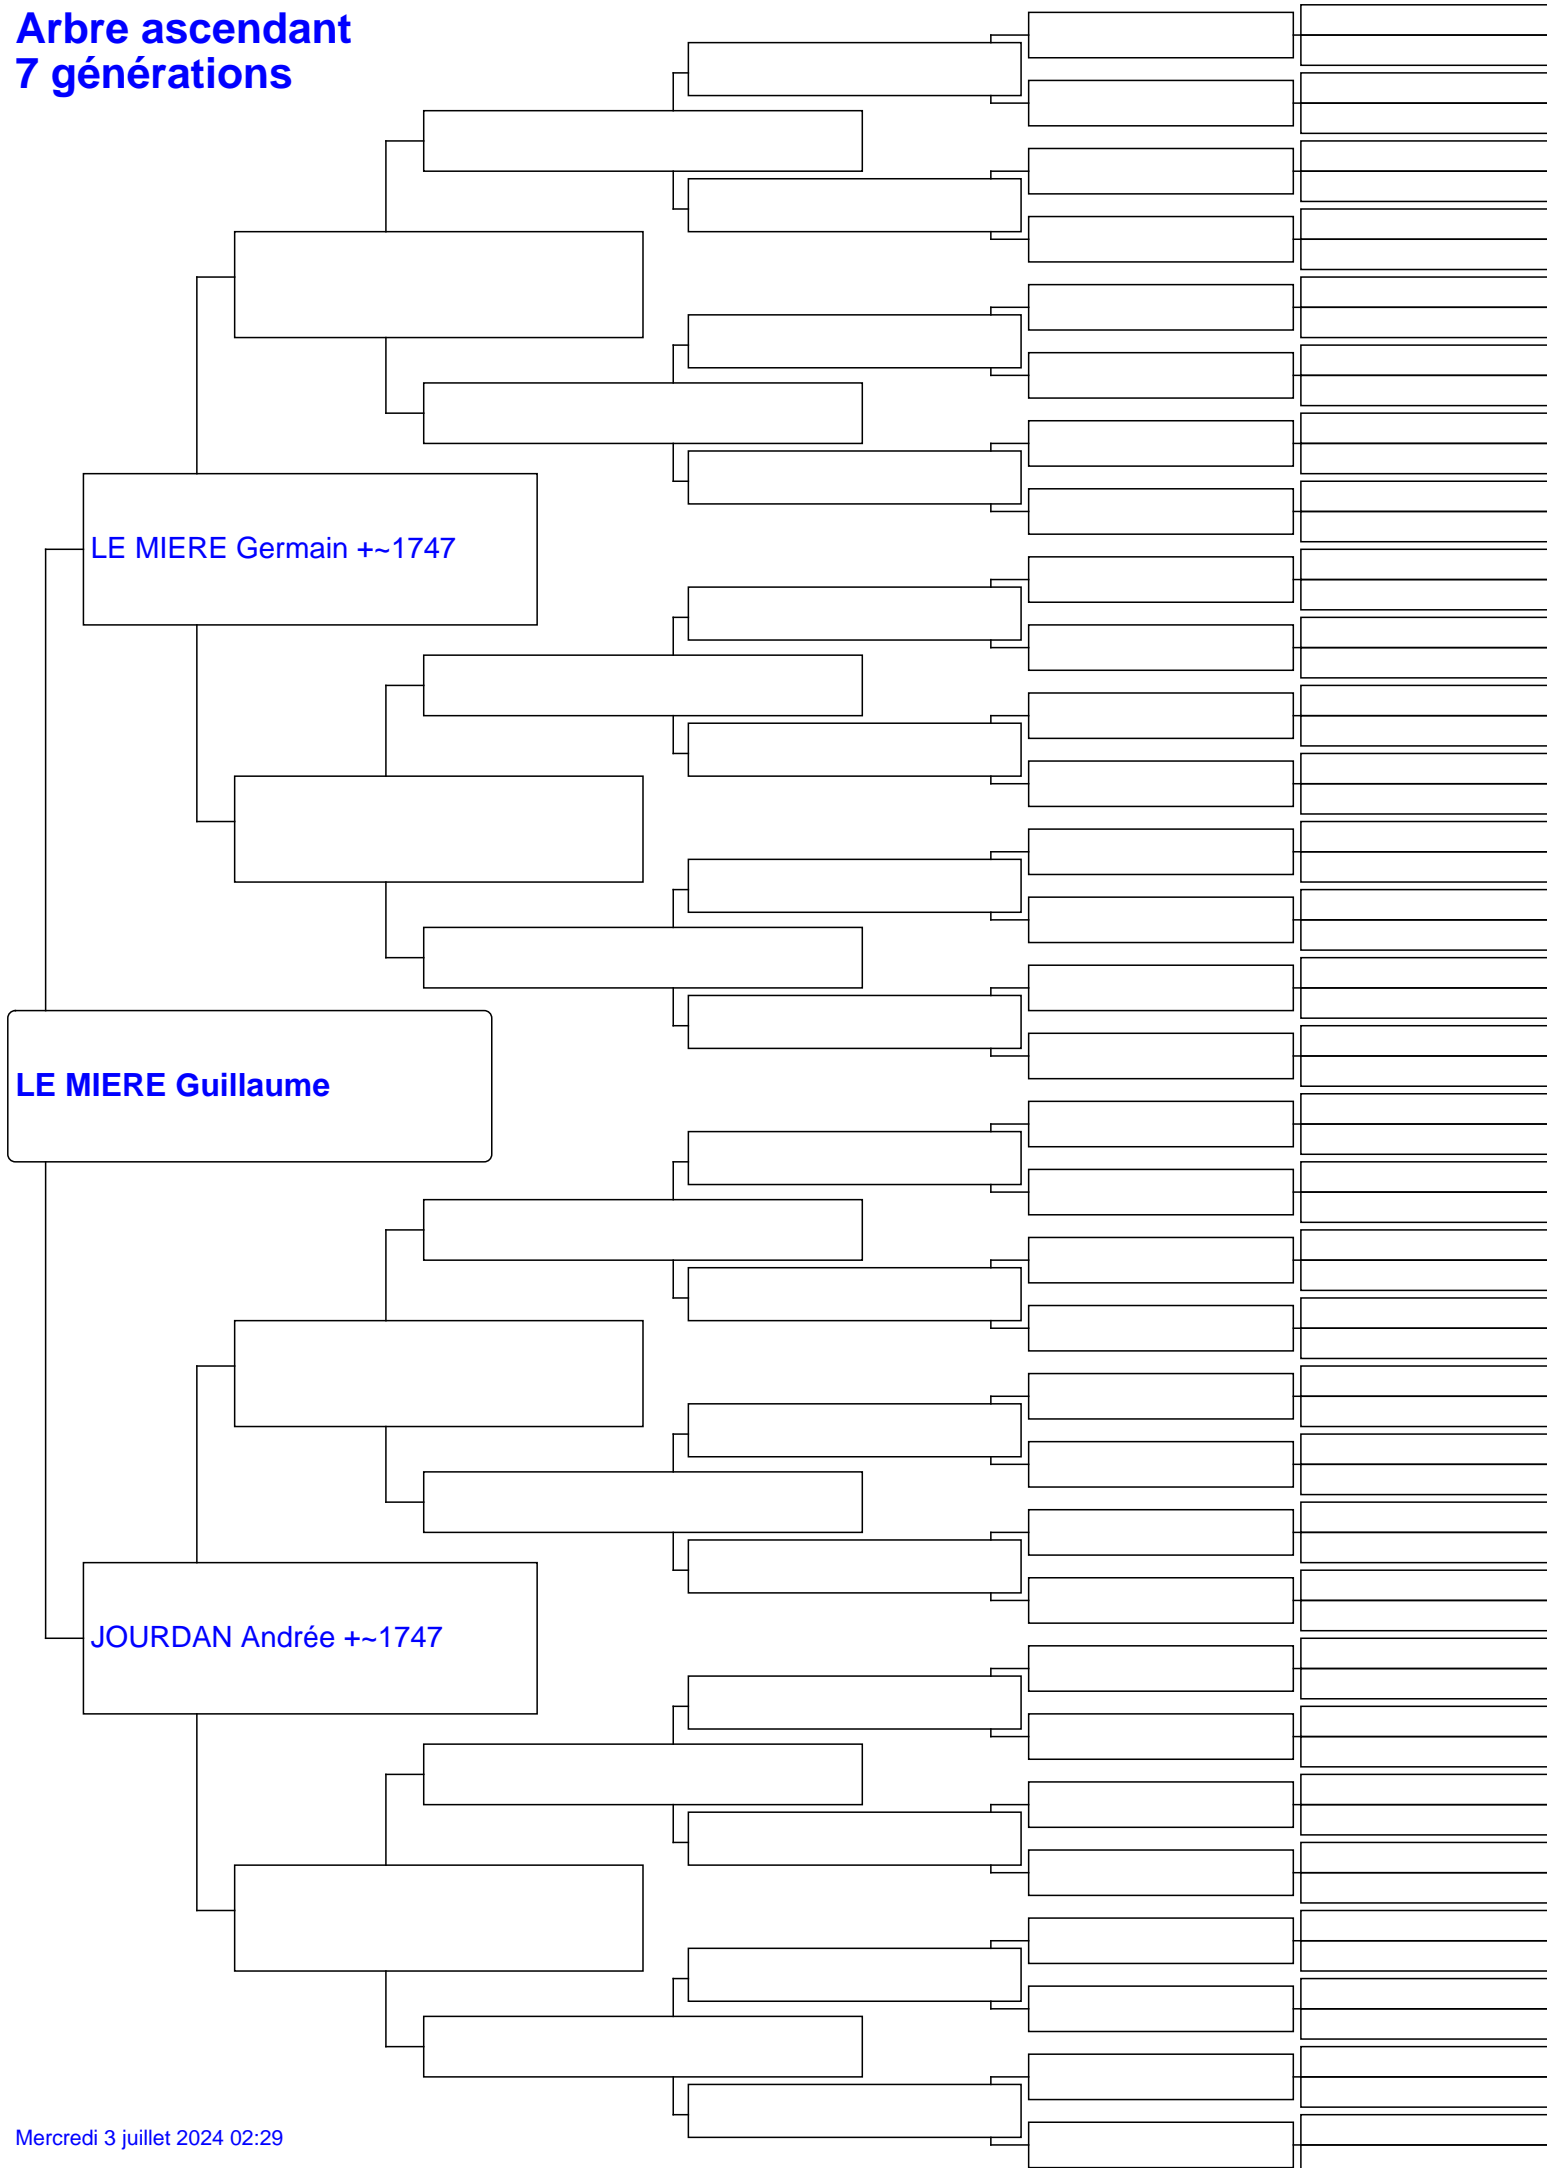 Arbre ascendant
7 générations
LE MIERE Germain +~1747
LE MIERE Guillaume
JOURDAN Andrée +~1747
Mercredi 3 juillet 2024 02:29